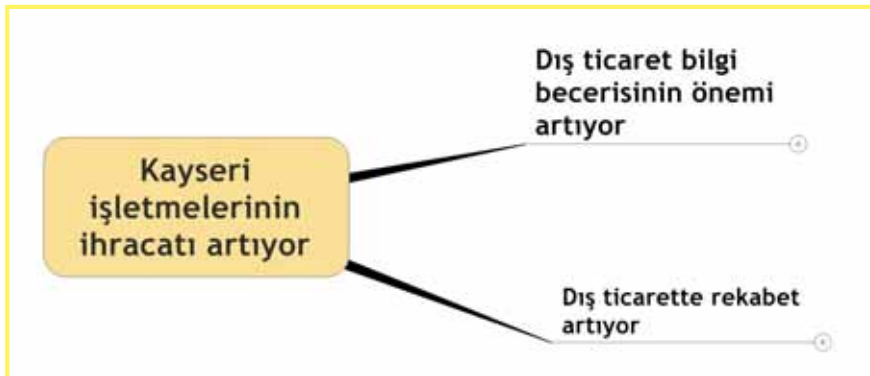 Dış ticaret bilgi
becerisinin önemi
artıyor
Kayseri
işletmelerinin
ihracatı artıyor
Dış ticarette rekabet
artıyor